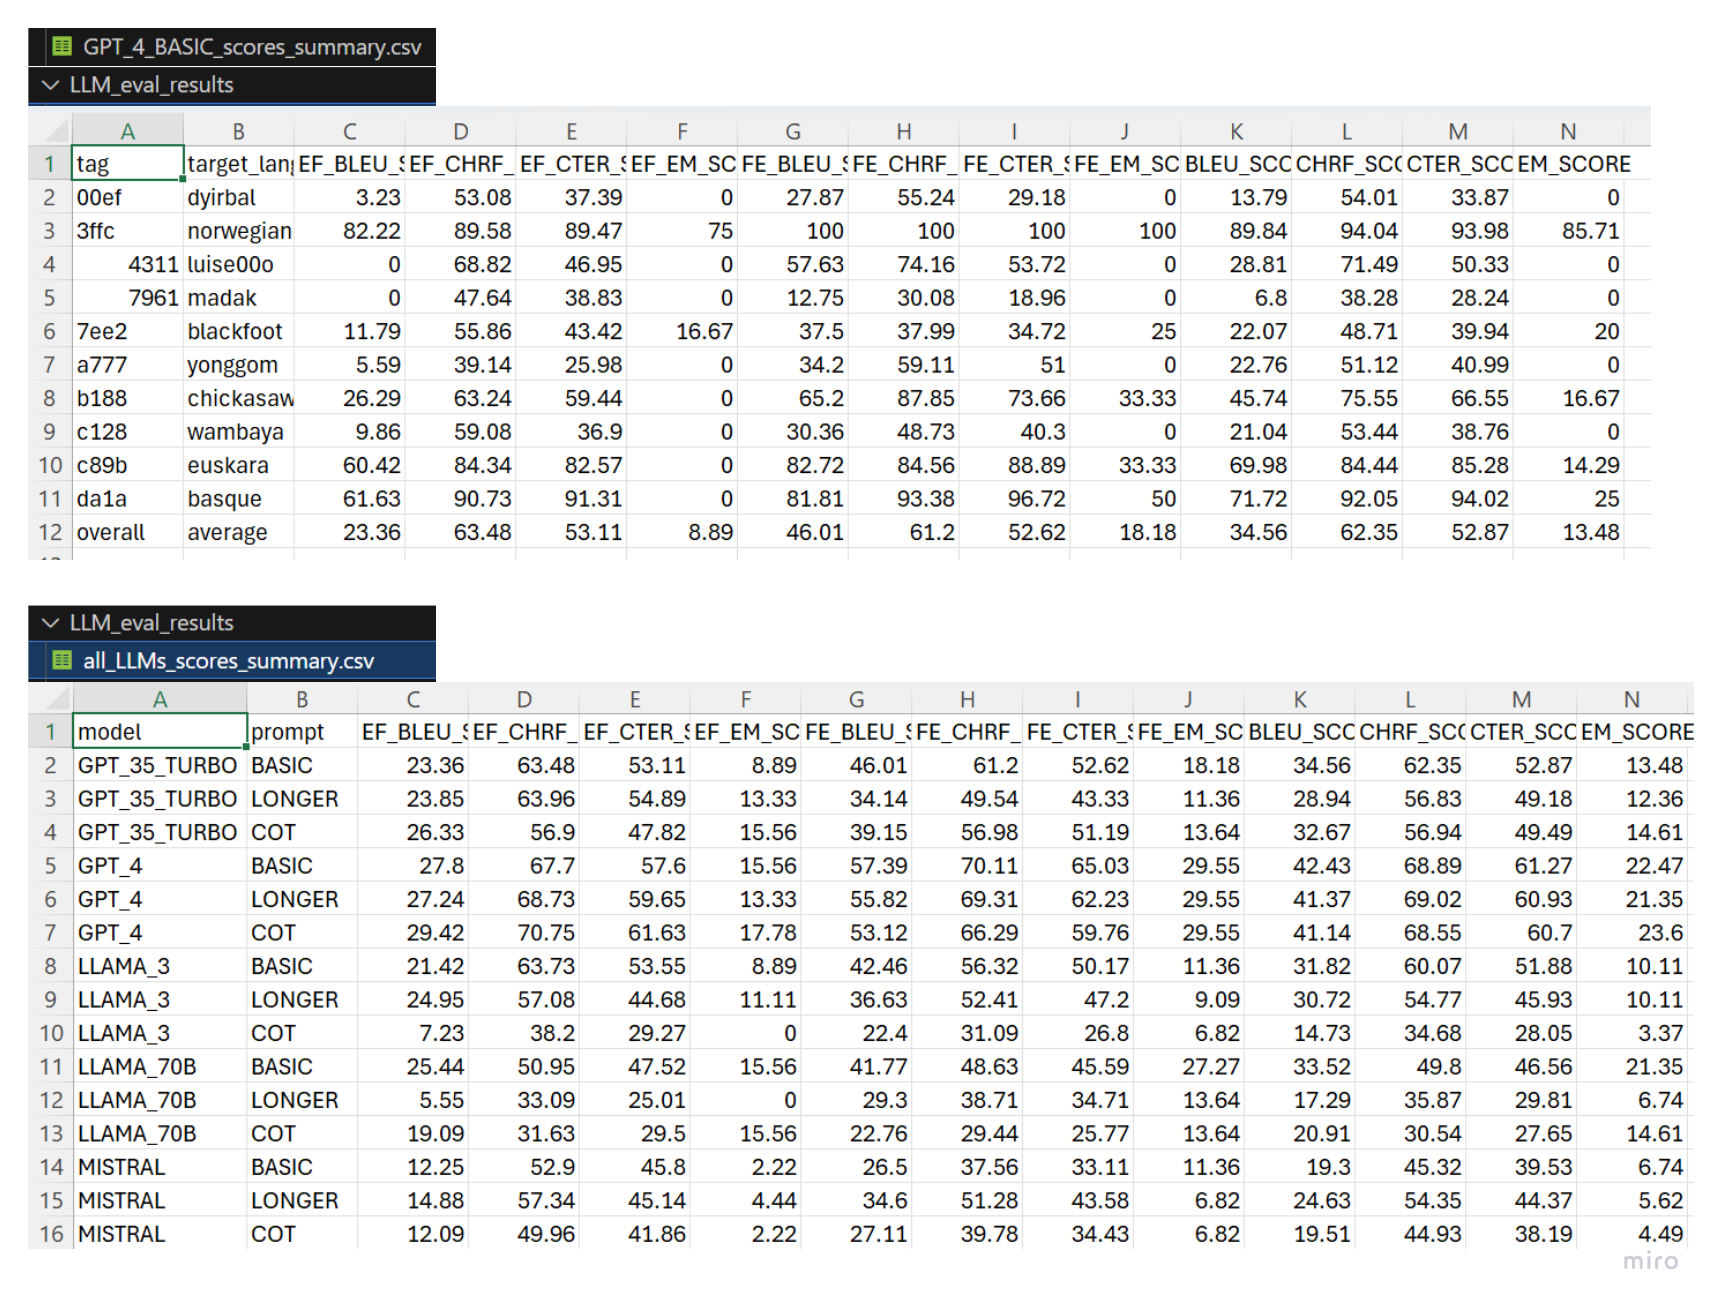 GPT_4_BASIC_scores_summary.csv
LLM_eval_results
A B C D E F G H I J K L M N
1 tag target_lang EF_BLEU_S EF_CHRF_ EF_CTER_S EF_EM_SC FE_BLEU_S FE_CHRF_ FE_CTER_S FE_EM_SC BLEU_SCO CHRF_SCO CTER_SCO EM_SCORE
2 00ef dyirbal 3.23 53.08 37.39 0 27.87 55.24 29.18 0 13.79 54.01 33.87 0
3 3ffc norwegian 82.22 89.58 89.47 75 100 100 100 100 89.84 94.04 93.98 85.71
4 4311 luise00o 0 68.82 46.95 0 57.63 74.16 53.72 0 28.81 71.49 50.33 0
5 7961 madak 0 47.64 38.83 0 12.75 30.08 18.96 0 6.8 38.28 28.24 0
6 7ee2 blackfoot 11.79 55.86 43.42 16.67 37.5 37.99 34.72 25 22.07 48.71 39.94 20
7 a777 yonggom 5.59 39.14 25.98 0 34.2 59.11 51 0 22.76 51.12 40.99 0
8 b188 chickasaw 26.29 63.24 59.44 0 65.2 87.85 73.66 33.33 45.74 75.55 66.55 16.67
9 c128 wambaya 9.86 59.08 36.9 0 30.36 48.73 40.3 0 21.04 53.44 38.76 0
10 c89b euskara 60.42 84.34 82.57 0 82.72 84.56 88.89 33.33 69.98 84.44 85.28 14.29
11 da1a basque 61.63 90.73 91.31 0 81.81 93.38 96.72 50 71.72 92.05 94.02 25
12 overall average 23.36 63.48 53.11 8.89 46.01 61.2 52.62 18.18 34.56 62.35 52.87 13.48
LLM_eval_results
all_LLMs_scores_summary.csv
A B C D E F G H I J K L M N
1 model prompt EF_BLEU_S EF_CHRF_ EF_CTER_S EF_EM_SC FE_BLEU_S FE_CHRF_ FE_CTER_S FE_EM_SC BLEU_SCO CHRF_SCO CTER_SCO EM_SCORE
2 GPT_35_TURBO BASIC 23.36 63.48 53.11 8.89 46.01 61.2 52.62 18.18 34.56 62.35 52.87 13.48
3 GPT_35_TURBO LONGER 23.85 63.96 54.89 13.33 34.14 49.54 43.33 11.36 28.94 56.83 49.18 12.36
4 GPT_35_TURBO COT 26.33 56.9 47.82 15.56 39.15 56.98 51.19 13.64 32.67 56.94 49.49 14.61
5 GPT_4 BASIC 27.8 67.7 57.6 15.56 57.39 70.11 65.03 29.55 42.43 68.89 61.27 22.47
6 GPT_4 LONGER 27.24 68.73 59.65 13.33 55.82 69.31 62.23 29.55 41.37 69.02 60.93 21.35
7 GPT_4 COT 29.42 70.75 61.63 17.78 53.12 66.29 59.76 29.55 41.14 68.55 60.7 23.6
8 LLAMA_3 BASIC 21.42 63.73 53.55 8.89 42.46 56.32 50.17 11.36 31.82 60.07 51.88 10.11
9 LLAMA_3 LONGER 24.95 57.08 44.68 11.11 36.63 52.41 47.2 9.09 30.72 54.77 45.93 10.11
10 LLAMA_3 COT 7.23 38.2 29.27 0 22.4 31.09 26.8 6.82 14.73 34.68 28.05 3.37
11 LLAMA_70B BASIC 25.44 50.95 47.52 15.56 41.77 48.63 45.59 27.27 33.52 49.8 46.56 21.35
12 LLAMA_70B LONGER 5.55 33.09 25.01 0 29.3 38.71 34.71 13.64 17.29 35.87 29.81 6.74
13 LLAMA_70B COT 19.09 31.63 29.5 15.56 22.76 29.44 25.77 13.64 20.91 30.54 27.65 14.61
14 MISTRAL BASIC 12.25 52.9 45.8 2.22 26.5 37.56 33.11 11.36 19.3 45.32 39.53 6.74
15 MISTRAL LONGER 14.88 57.34 45.14 4.44 34.6 51.28 43.58 6.82 24.63 54.35 44.37 5.62
16 MISTRAL COT 12.09 49.96 41.86 2.22 27.11 39.78 34.43 6.82 19.51 44.93 38.19 4.49
miro